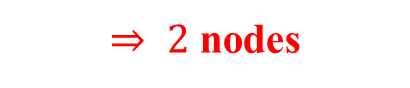 ⇒ 2 nodes